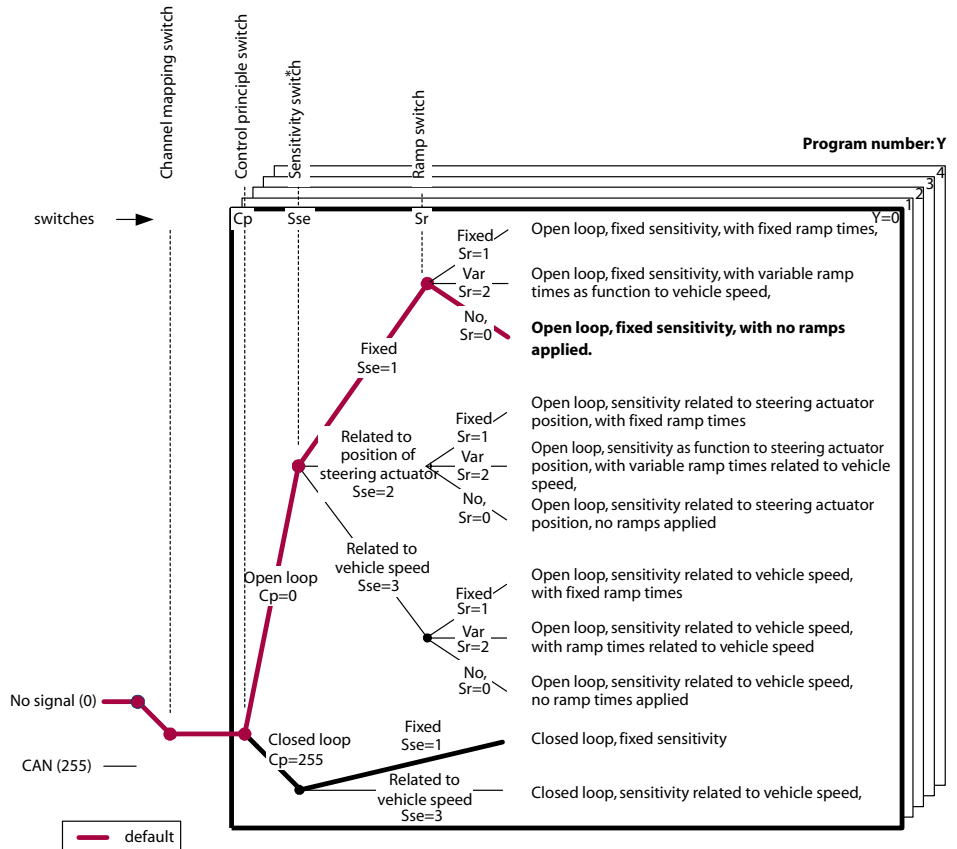 Channel mapping switch
Control principle switch
Sensitivity switch*
Ramp switch
Program number: Y
4
3
2
1
switches
Cp
Sse
Sr
Y=0
Fixed
Sr=1
Open loop, fixed sensitivity, with fixed ramp times,
Var
Sr=2
Open loop, fixed sensitivity, with variable ramp
times as function to vehicle speed,
No,
Sr=0
Open loop, fixed sensitivity, with no ramps
applied.
Fixed
Sse=1
Fixed
Sr=1
Open loop, sensitivity related to steering actuator
position, with fixed ramp times
Related to
position of
steering actuator
Sse=2
Var
Sr=2
Open loop, sensitivity as function to steering actuator
position, with variable ramp times related to vehicle
speed,
No,
Sr=0
Open loop, sensitivity related to steering actuator
position, no ramps applied
Related to
vehicle speed
Sse=3
Open loop
Cp=0
Fixed
Sr=1
Open loop, sensitivity related to vehicle speed,
with fixed ramp times
Var
Sr=2
Open loop, sensitivity related to vehicle speed,
with ramp times related to vehicle speed
No,
Sr=0
Open loop, sensitivity related to vehicle speed,
no ramp times applied
No signal (0)
CAN (255)
Closed loop
Cp=255
Fixed
Sse=1
Closed loop, fixed sensitivity
Related to
vehicle speed
Sse=3
Closed loop, sensitivity related to vehicle speed,
default